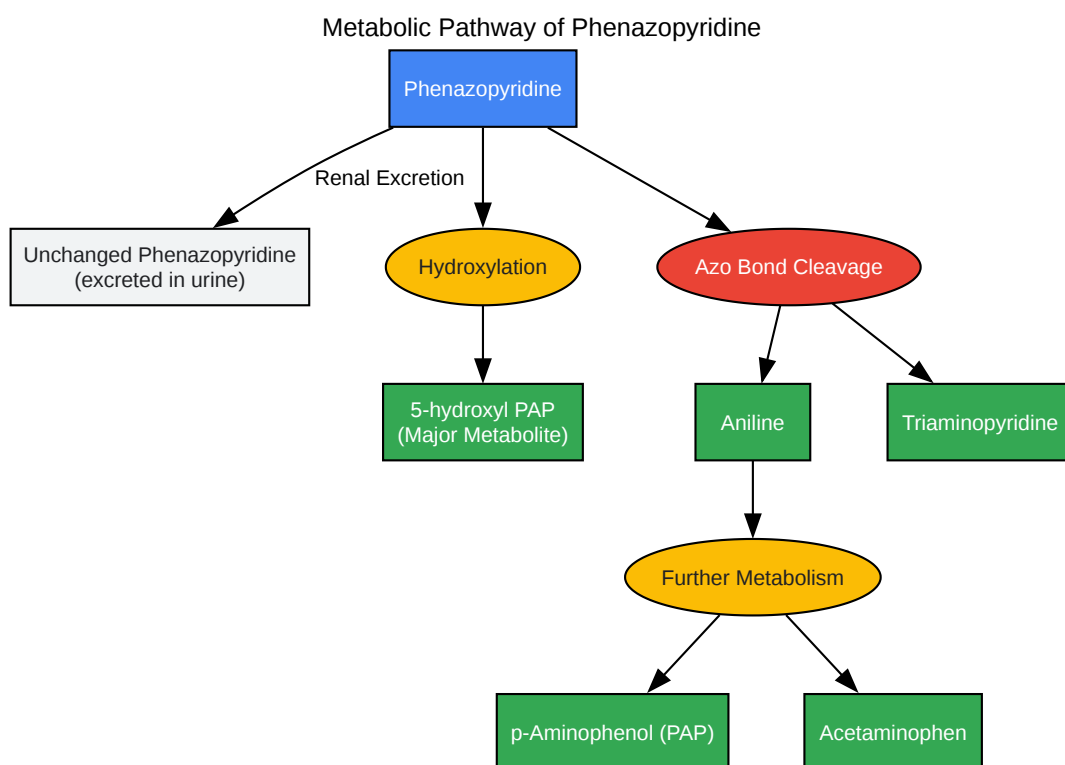 Metabolic Pathway of Phenazopyridine
Phenazopyridine
Renal Excretion
Unchanged Phenazopyridine
(excreted in urine)
Hydroxylation
Azo Bond Cleavage
5-hydroxyl PAP
(Major Metabolite)
Aniline
Triaminopyridine
Further Metabolism
p-Aminophenol (PAP)
Acetaminophen